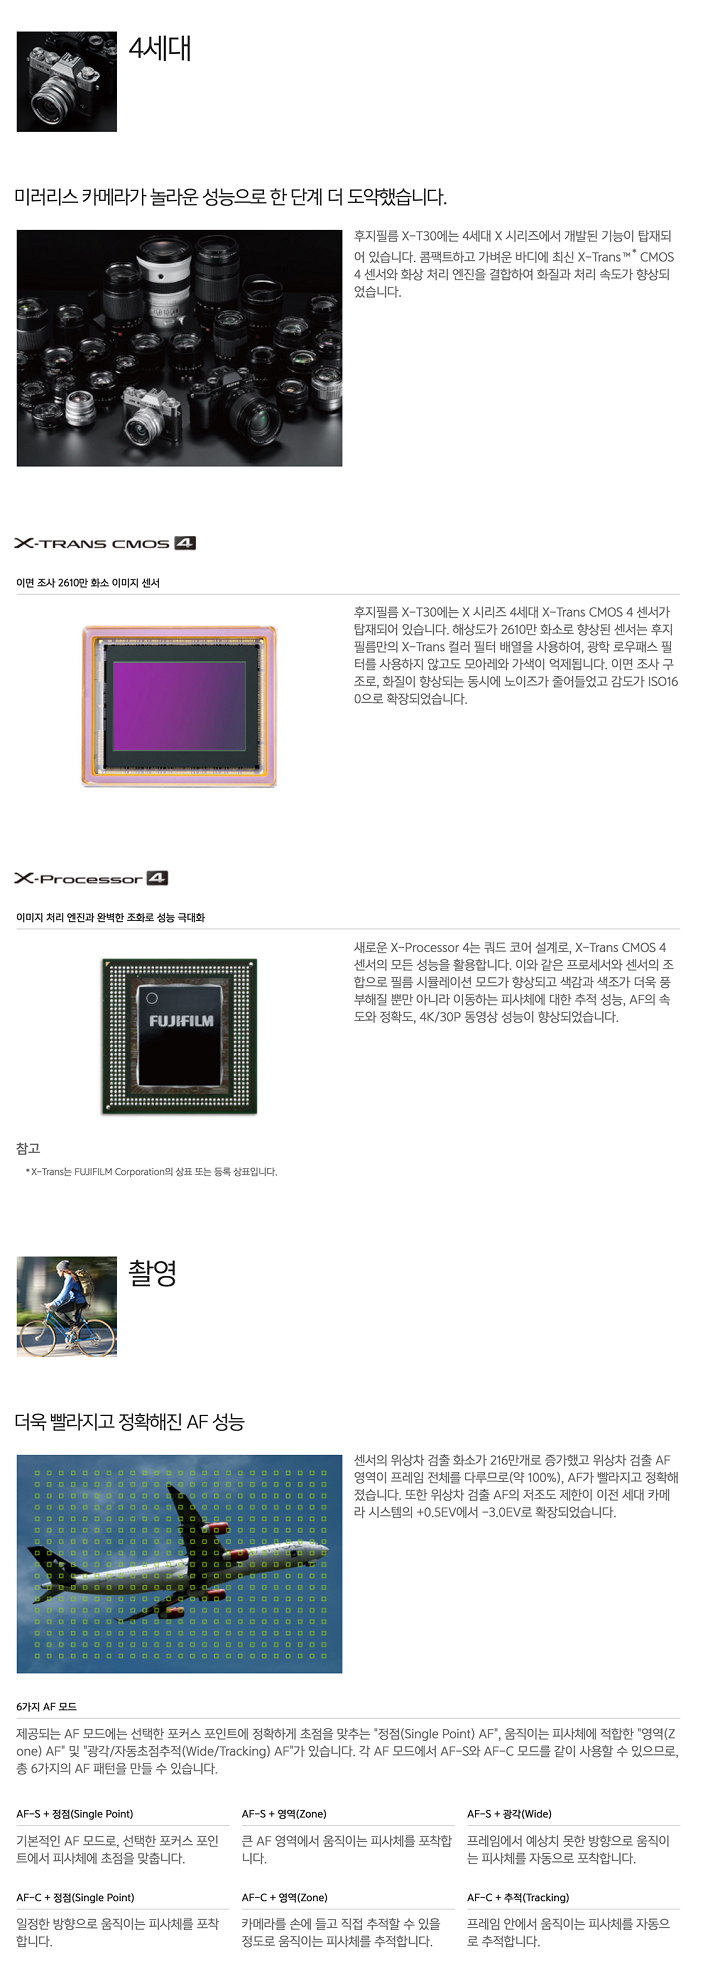 4세대
미러리스 카메라가 놀라운 성능으로 한 단계 더 도약했습니다.
후지필름 X-T30에는 4세대 X 시리즈에서 개발된 기능이 탑재되
어 있습니다. 콤팩트하고 가벼운 바디에 최신 X-Trans™* CMOS
4 센서와 화상 처리 엔진을 결합하여 화질과 처리 속도가 향상되
었습니다.
X-TRANS CMOS 4
이면 조사 2610만 화소 이미지 센서
후지필름 X-T30에는 X 시리즈 4세대 X-Trans CMOS 4 센서가
탑재되어 있습니다. 해상도가 2610만 화소로 향상된 센서는 후지
필름만의 X-Trans 컬러 필터 배열을 사용하여, 광학 로우패스 필
터를 사용하지 않고도 모아레와 가색이 억제됩니다. 이면 조사 구
조로, 화질이 향상되는 동시에 노이즈가 줄어들었고 감도가 ISO16
0으로 확장되었습니다.
X-Processor 4
이미지 처리 엔진과 완벽한 조화로 성능 극대화
새로운 X-Processor 4는 쿼드 코어 설계로, X-Trans CMOS 4
센서의 모든 성능을 활용합니다. 이와 같은 프로세서와 센서의 조
합으로 필름 시뮬레이션 모드가 향상되고 색감과 색조가 더욱 풍
부해질 뿐만 아니라 이동하는 피사체에 대한 추적 성능, AF의 속
도와 정확도, 4K/30P 동영상 성능이 향상되었습니다.
FUJIFILM
참고
*X-Trans는 FUJIFILM Corporation의 상표 또는 등록 상표입니다.
촬영
더욱 빨라지고 정확해진 AF 성능
센서의 위상차 검출 화소가 216만개로 증가했고 위상차 검출 AF
영역이 프레임 전체를 다루므로(약 100%), AF가 빨라지고 정확해
졌습니다. 또한 위상차 검출 AF의 저조도 제한이 이전 세대 카메
라 시스템의 +0.5EV에서 -3.0EV로 확장되었습니다.
6가지 AF 모드
제공되는 AF 모드에는 선택한 포커스 포인트에 정확하게 초점을 맞추는 "정점(Single Point) AF", 움직이는 피사체에 적합한 "영역(Z
one) AF" 및 "광각/자동초점추적(Wide/Tracking) AF"가 있습니다. 각 AF 모드에서 AF-S와 AF-C 모드를 같이 사용할 수 있으므로,
총 6가지의 AF 패턴을 만들 수 있습니다.
AF-S + 정점(Single Point)
기본적인 AF 모드로, 선택한 포커스 포인
트에서 피사체에 초점을 맞춥니다.
AF-S + 영역(Zone)
큰 AF 영역에서 움직이는 피사체를 포착합
니다.
AF-S + 광각(Wide)
프레임에서 예상치 못한 방향으로 움직이
는 피사체를 자동으로 포착합니다.
AF-C + 정점(Single Point)
일정한 방향으로 움직이는 피사체를 포착
합니다.
AF-C + 영역(Zone)
카메라를 손에 들고 직접 추적할 수 있을
정도로 움직이는 피사체를 추적합니다.
AF-C + 추적(Tracking)
프레임 안에서 움직이는 피사체를 자동으
로 추적합니다.